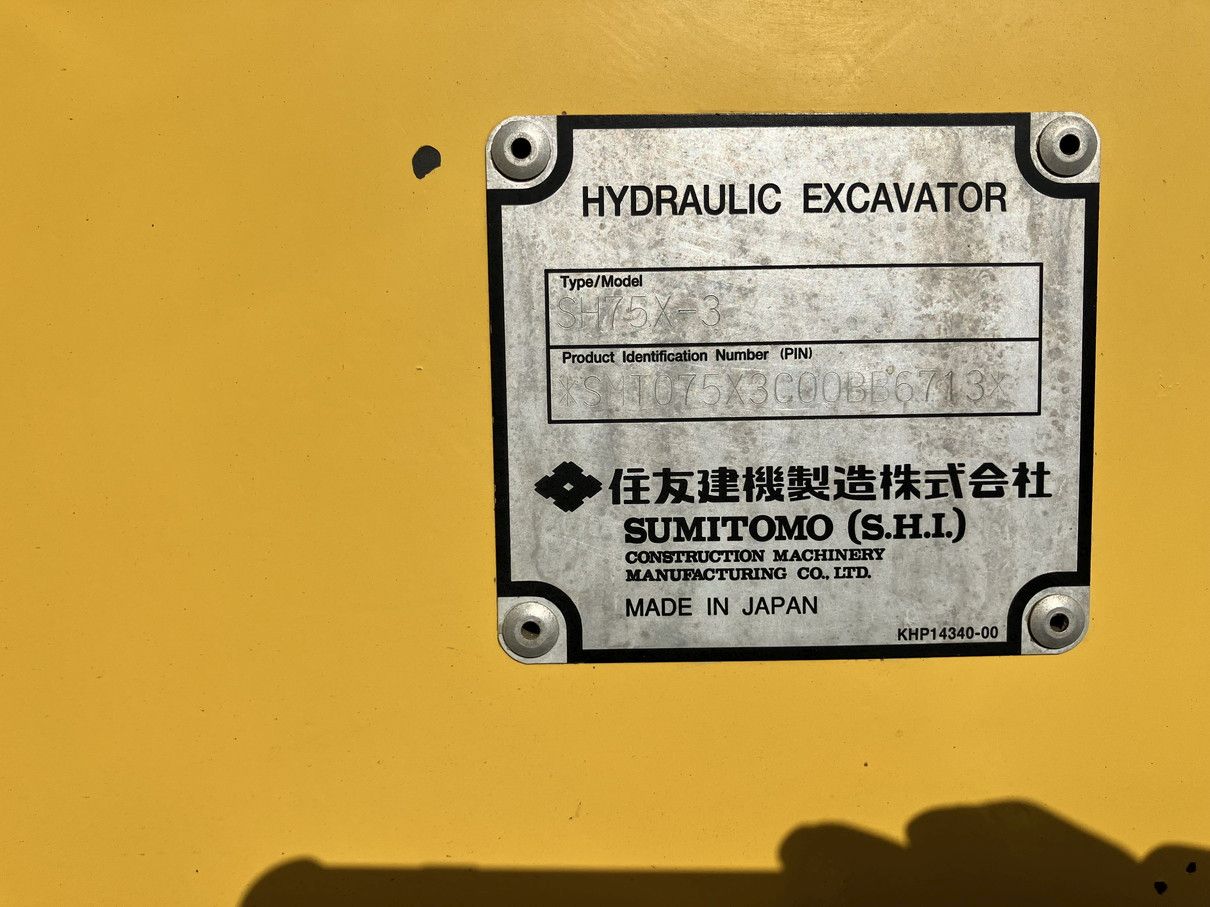 HYDRAULIC EXCAVATOR
Type/Model
SH75X-3
Product Identification Number (PIN)
*SMT075X3C00BB6713*
住友建機製造株式会社
SUMITOMO (S.H.I.)
CONSTRUCTION MACHINERY
MANUFACTURING CO., LTD.
MADE IN JAPAN
KHP14340-00